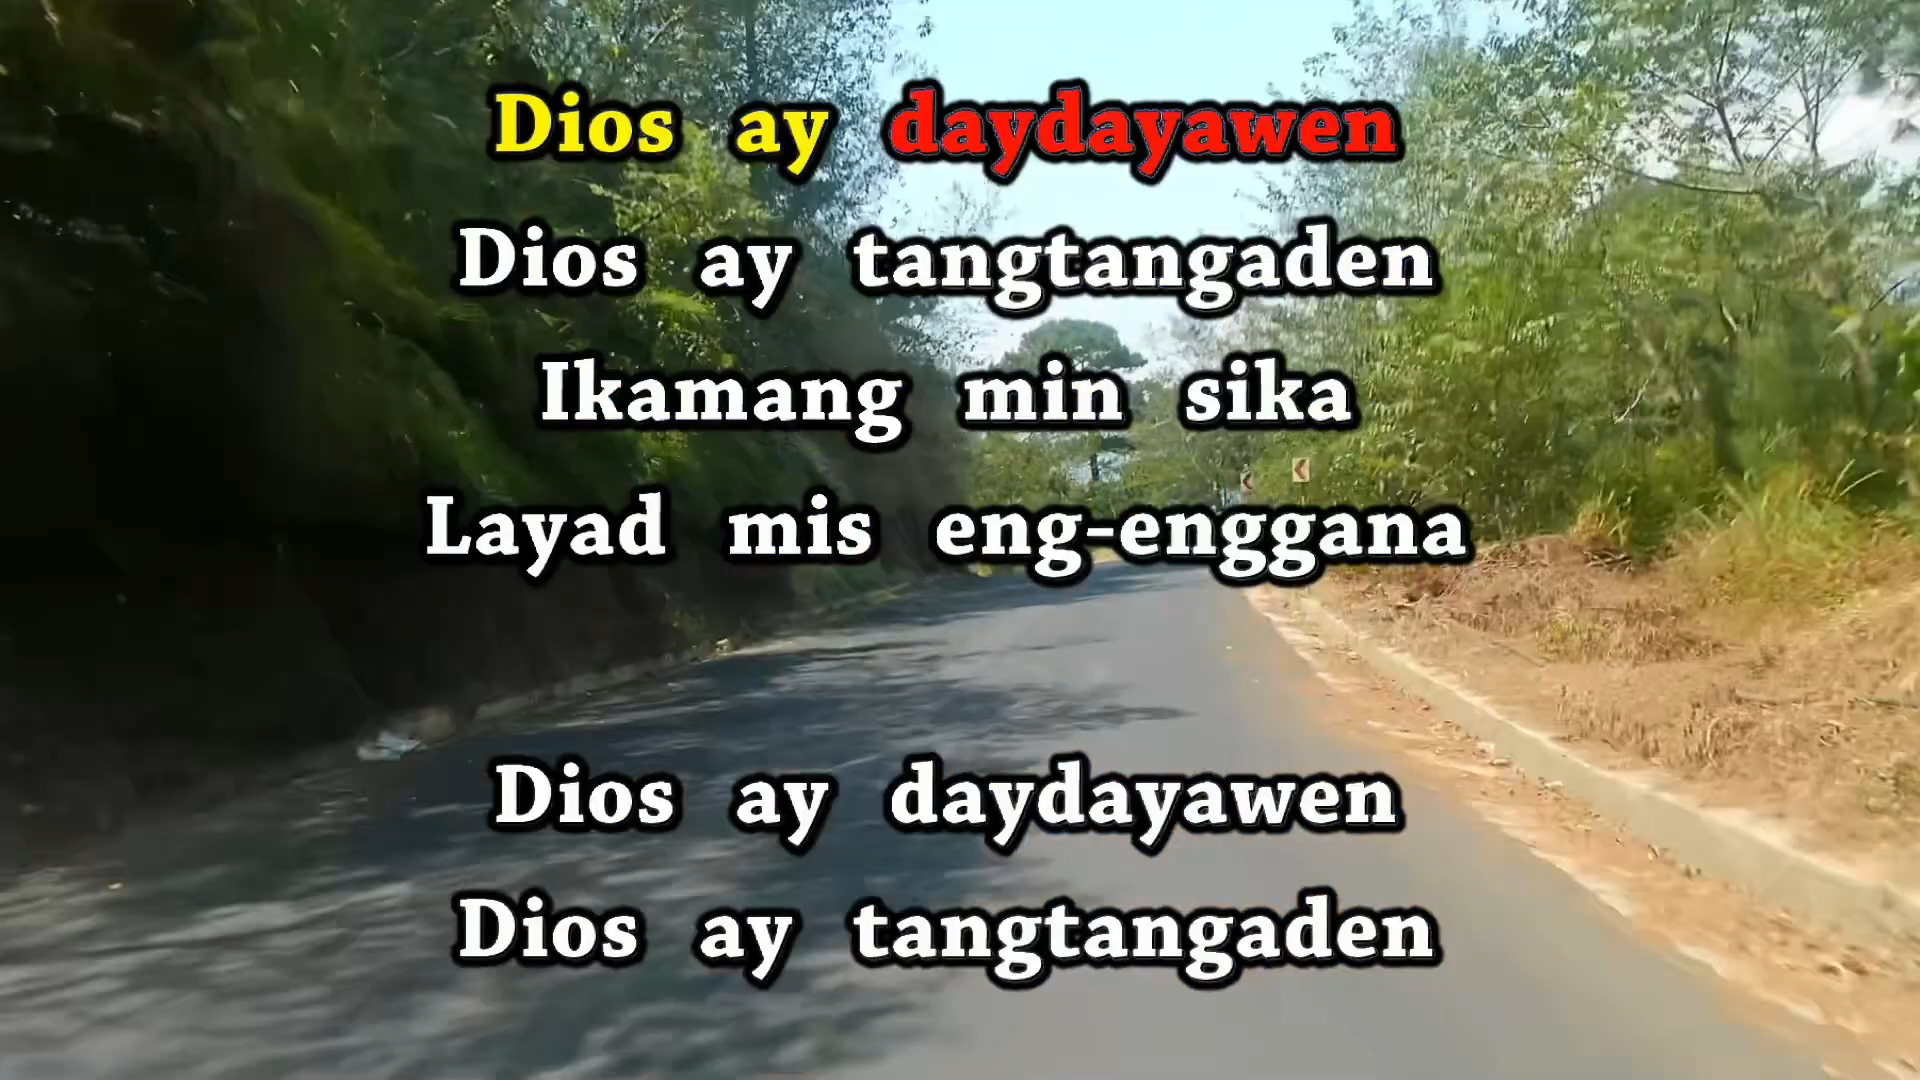 Dios ay daydayawen
Dios ay tangtangaden
Ikamang min sika
Layad mis eng-enggana
Dios ay daydayawen
Dios ay tangtangaden